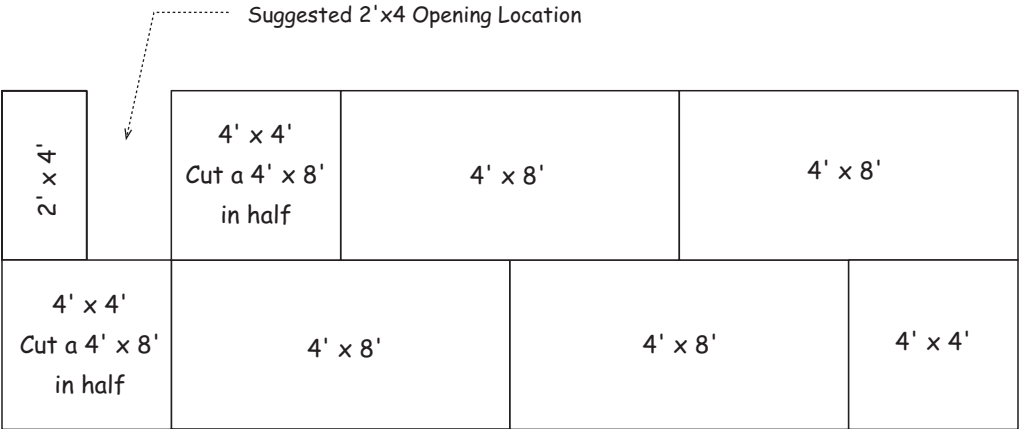 Suggested 2'x4 Opening Location
2' x 4'
4' x 4'
Cut a 4' x 8'
in half
4' x 8'
4' x 8'
4' x 4'
Cut a 4' x 8'
in half
4' x 8'
4' x 8'
4' x 4'